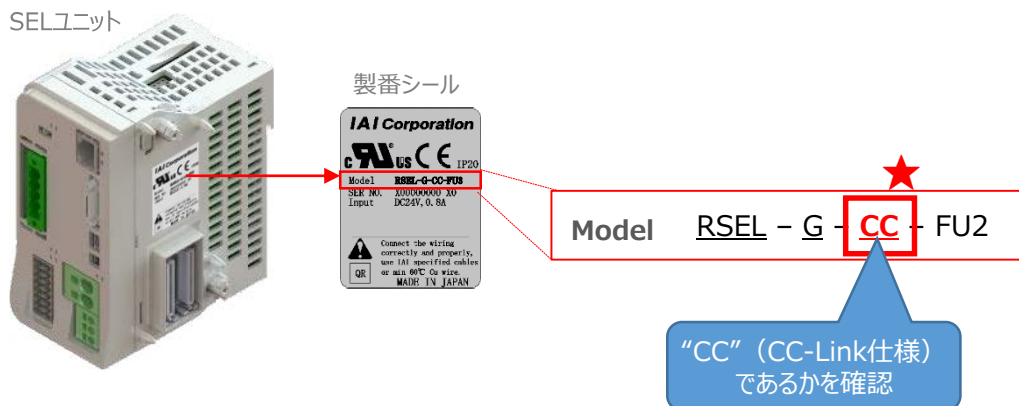 SELユニット
製番シール
IAI Corporation
c US CE IP20
Model RSEL-G-CC-FU3
SER NO. X00000000 X0
Input DC24V, 0.8A
Connect the wiring
correctly and properly,
use IAI specified cables
or min 60℃ Cu wire.
QR
MADE IN JAPAN
★
Model RSEL – G – CC – FU2
“CC”（CC-Link仕様）
であるかを確認